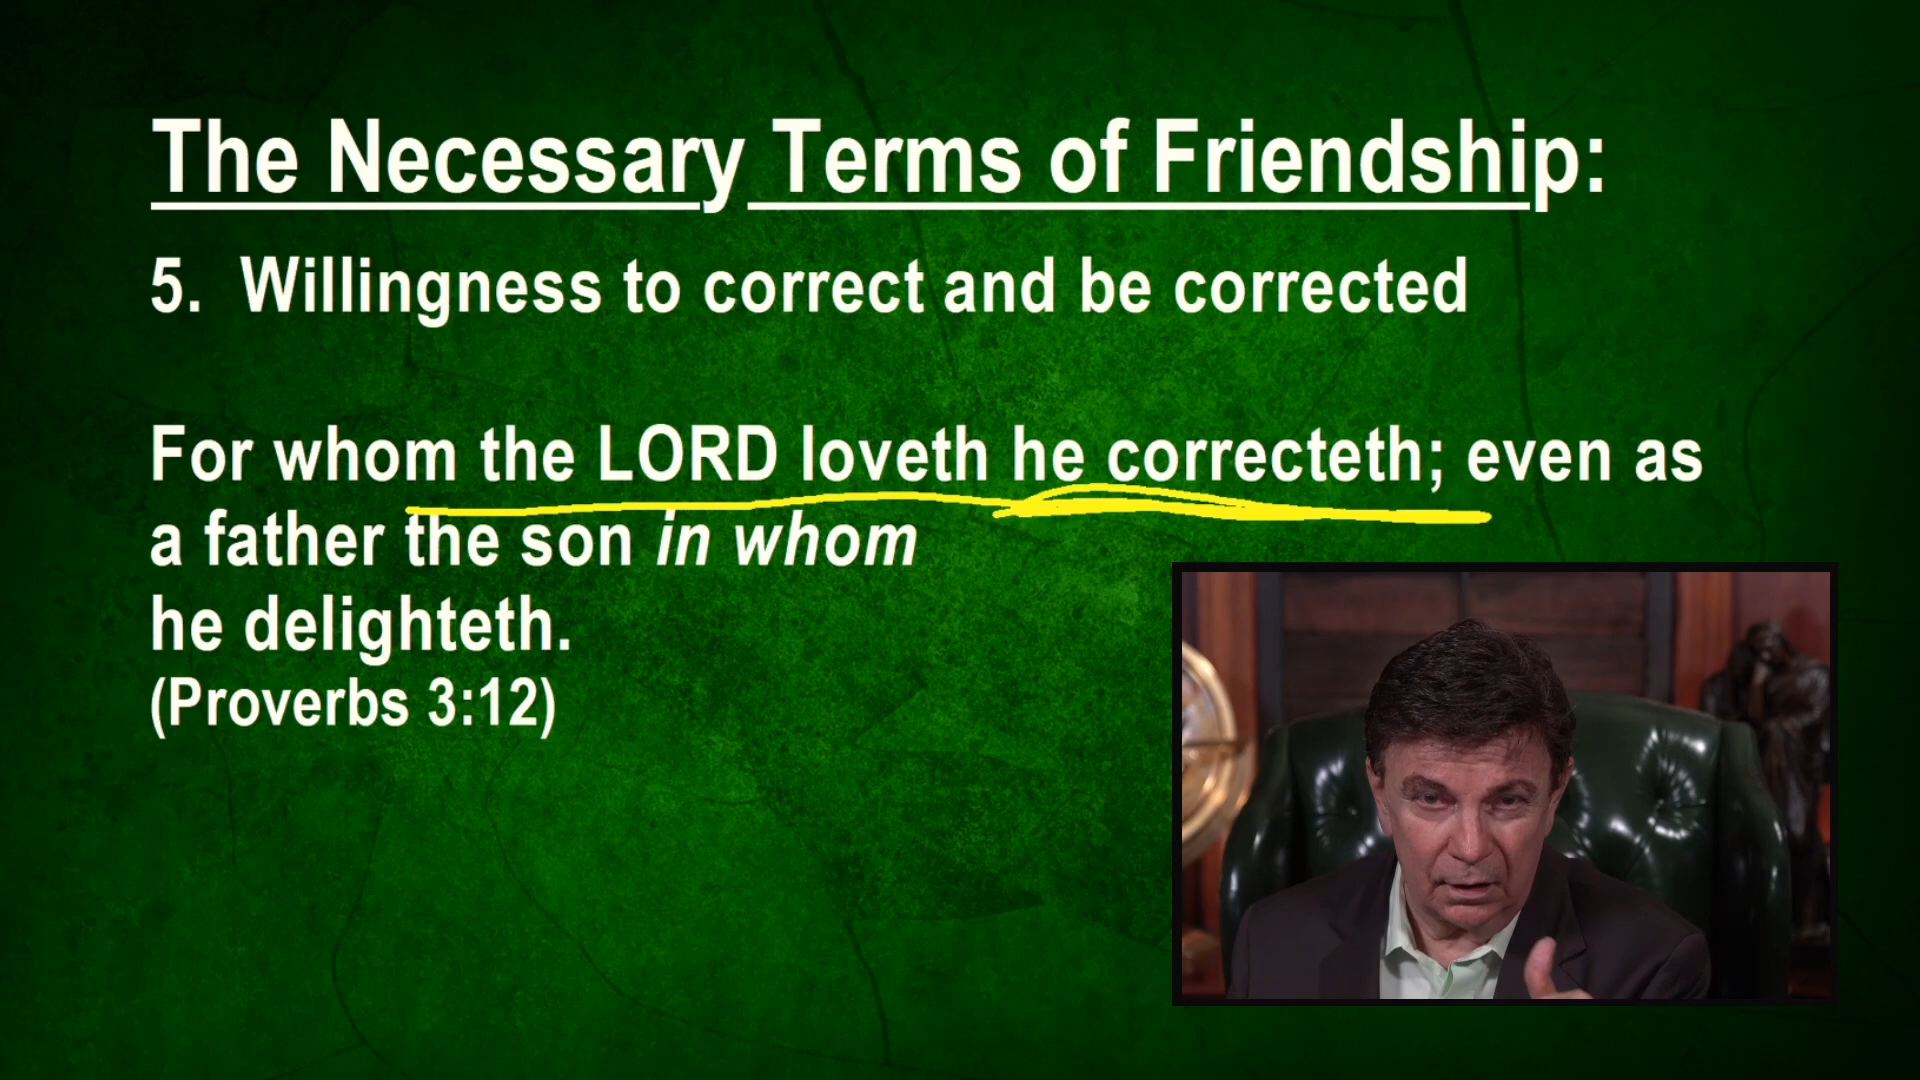 The Necessary Terms of Friendship:
5. Willingness to correct and be corrected
For whom the LORD loveth he correcteth; even as
a father the son in whom
he delighteth.
(Proverbs 3:12)